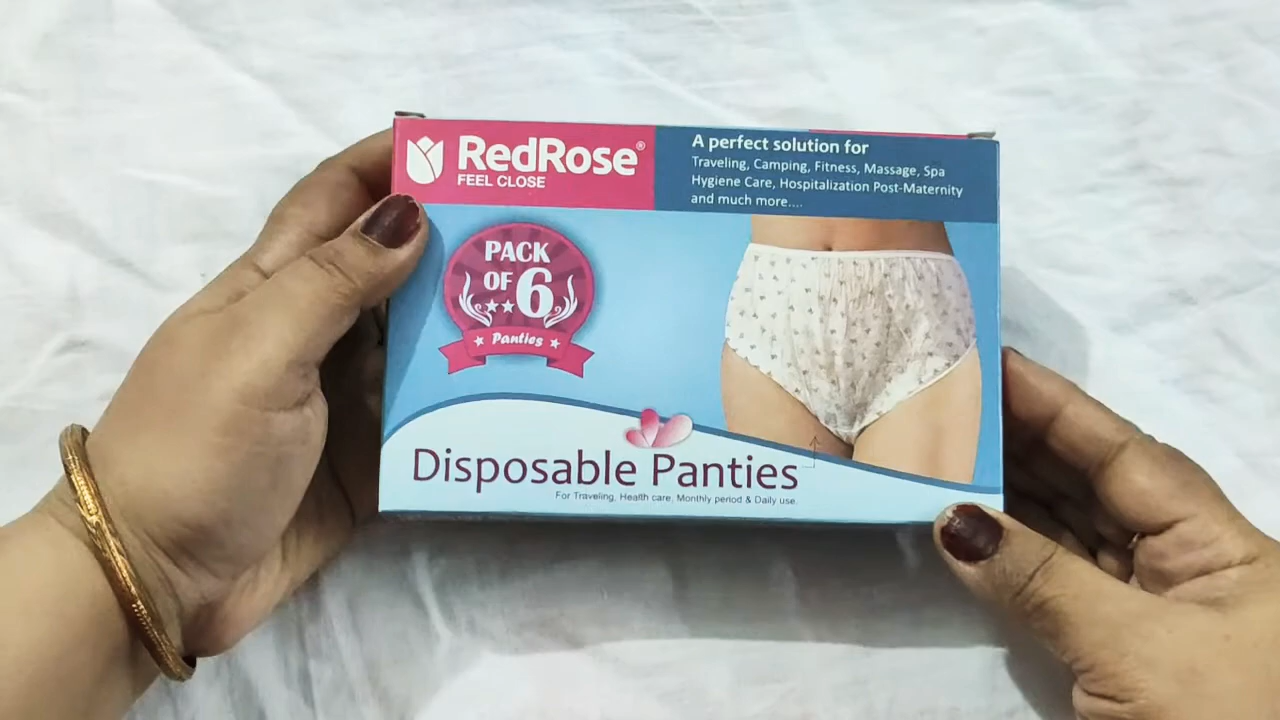 RedRose®
FEEL CLOSE
A perfect solution for
Traveling, Camping, Fitness, Massage, Spa
Hygiene Care, Hospitalization Post-Maternity
and much more....
PACK
OF 6
Panties
Disposable Panties
For Traveling, Health care, Monthly period & Daily use.